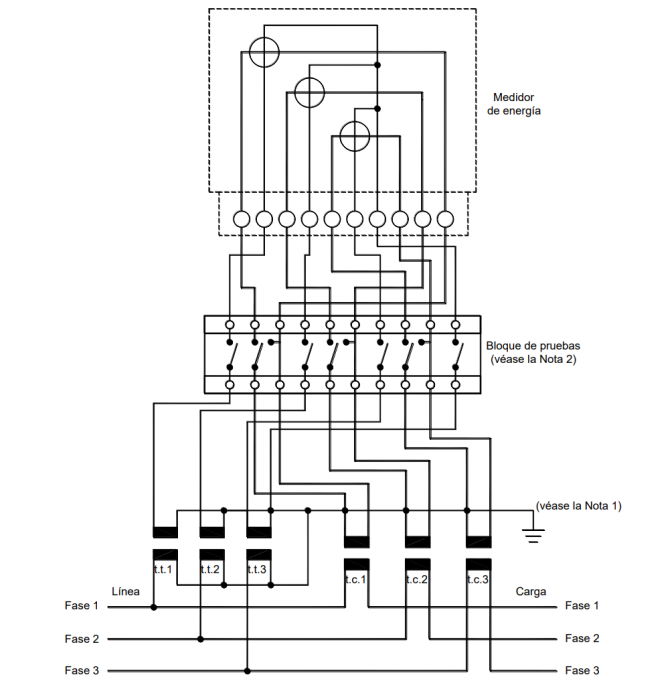 Medidor
de energía
Bloque de pruebas
(véase la Nota 2)
(véase la Nota 1)
t.t.1
t.t.2
t.t.3
t.c.1
t.c.2
t.c.3
Línea
Carga
Fase 1
Fase 1
Fase 2
Fase 2
Fase 3
Fase 3